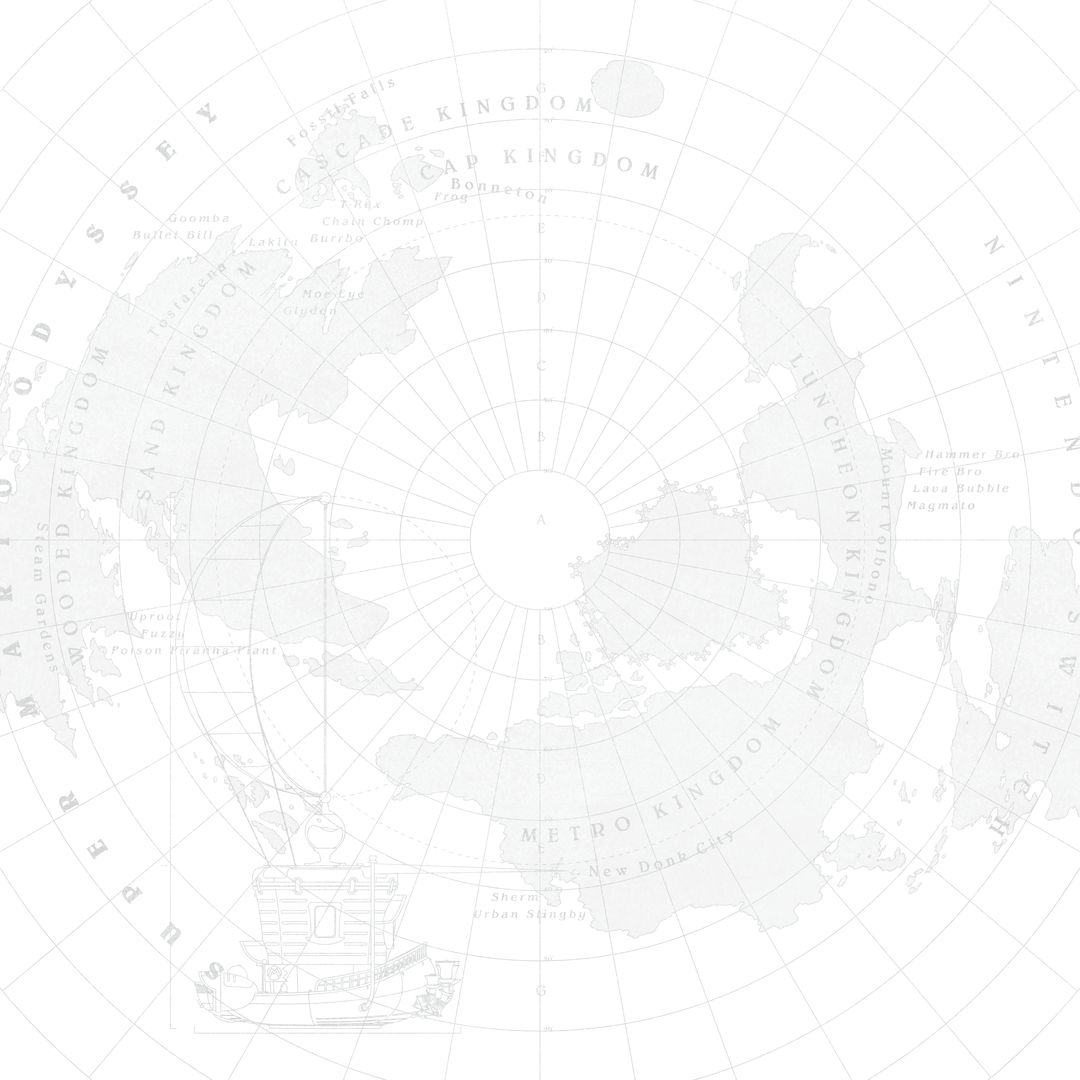 SUPER MARIO ODYSSEY
NINTENDO SWITCH
Fossil Falls
CASCADE KINGDOM
CAP KINGDOM
Bonneton
Frog
T-Rex
Chain Chomp
Burrbo
Goomba
Bullet Bill
Lakitu
Moe-Eye
Glydon
Tostarena
SAND KINGDOM
WOODED KINGDOM
Steam Gardens
Uproot
Fuzzy
Poison Piranha Plant
LUNCHEON KINGDOM
Mount Volbono
Hammer Bro
Fire Bro
Lava Bubble
Magmato
METRO KINGDOM
New Donk City
Sherm
Urban Stingby
G
E
D
C
B
A
B
G